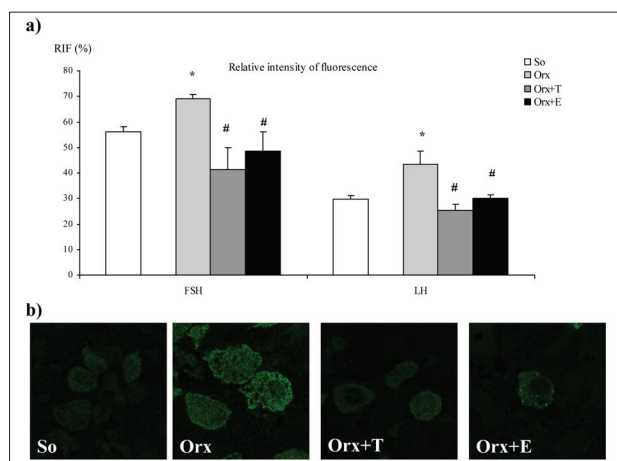 a)
RIF (%)
Relative intensity of fluorescence
So
Orx
Orx+T
Orx+E
80
70
60
50
40
30
20
10
0
*
#
#
*
#
#
FSH
LH
b)
So
Orx
Orx+T
Orx+E